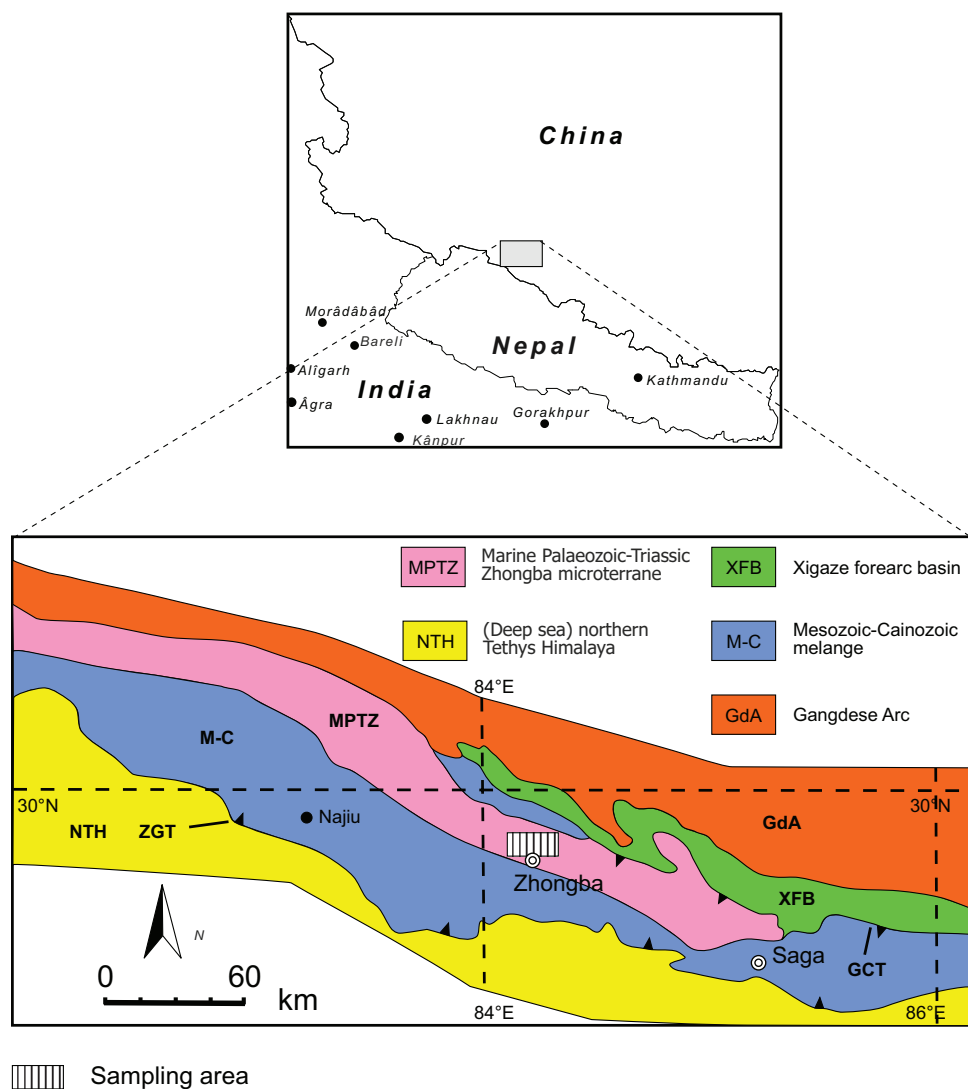 China
Nepal
India
Morâdâbâd
Bareli
Alîgarh
Âgra
Lakhnau
Kânpur
Gorakhpur
Kathmandu
MPTZ
Marine Palaeozoic-Triassic
Zhongba microterrane
XFB
Xigaze forearc basin
NTH
(Deep sea) northern
Tethys Himalaya
M-C
Mesozoic-Cainozoic
melange
GdA
Gangdese Arc
84°E
MPTZ
M-C
30°N
30°N
NTH
ZGT
Najiu
GdA
Zhongba
XFB
Saga
GCT
N
0
60
km
84°E
86°E
Sampling area